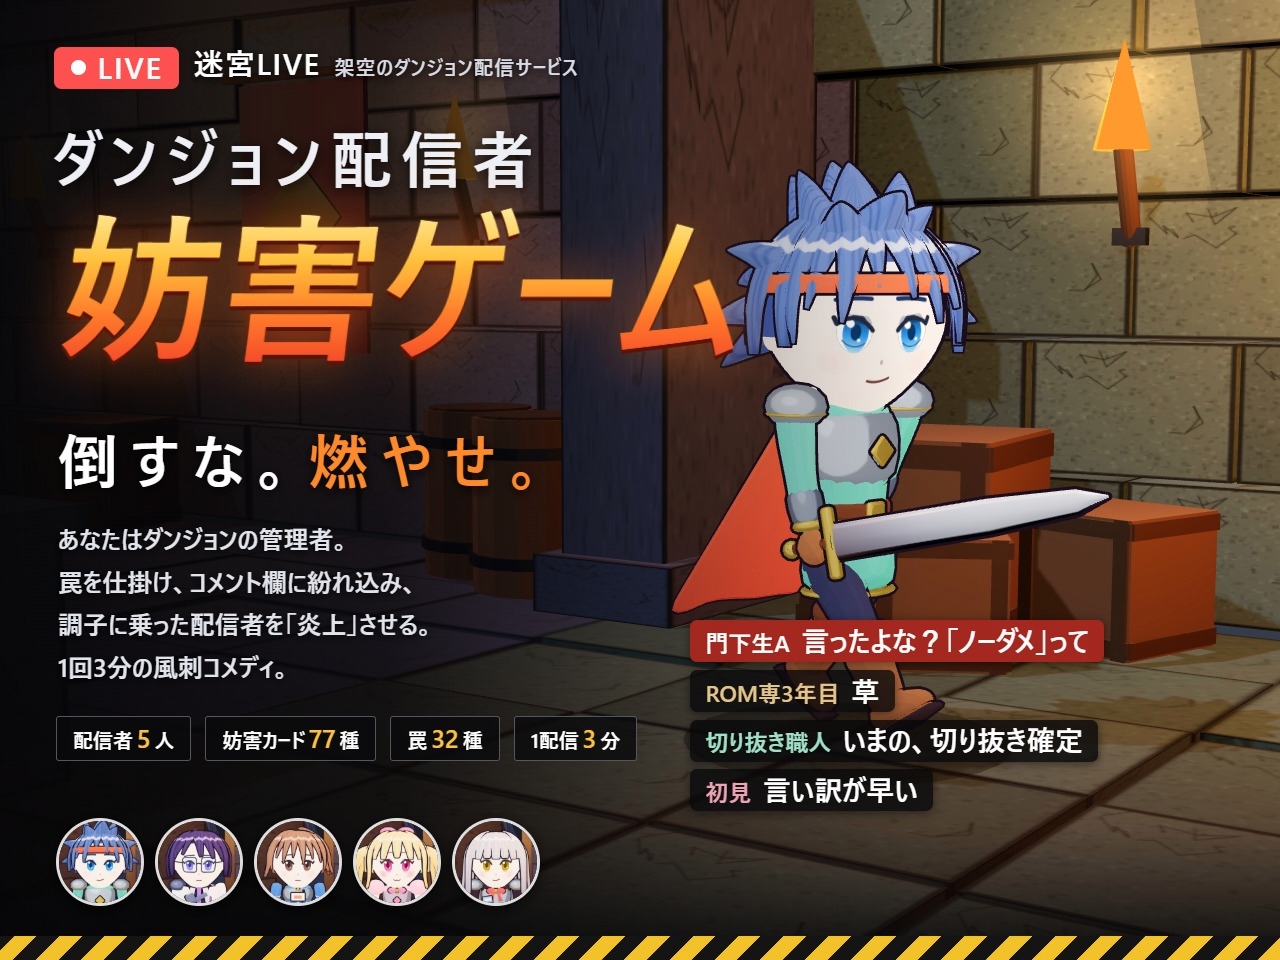 LIVE 迷宮LIVE 架空のダンジョン配信サービス
ダンジョン配信者
妨害ゲーム
倒すな。燃やせ。
あなたはダンジョンの管理者。
罠を仕掛け、コメント欄に紛れ込み、
調子に乗った配信者を「炎上」させる。
1回3分の風刺コメディ。
配信者 5 人 妨害カード 77 種 罠 32 種 1配信 3 分
門下生A 言ったよな？「ノーダメ」って
ROM専3年目 草
切り抜き職人 いまの、切り抜き確定
初見 言い訳が早い